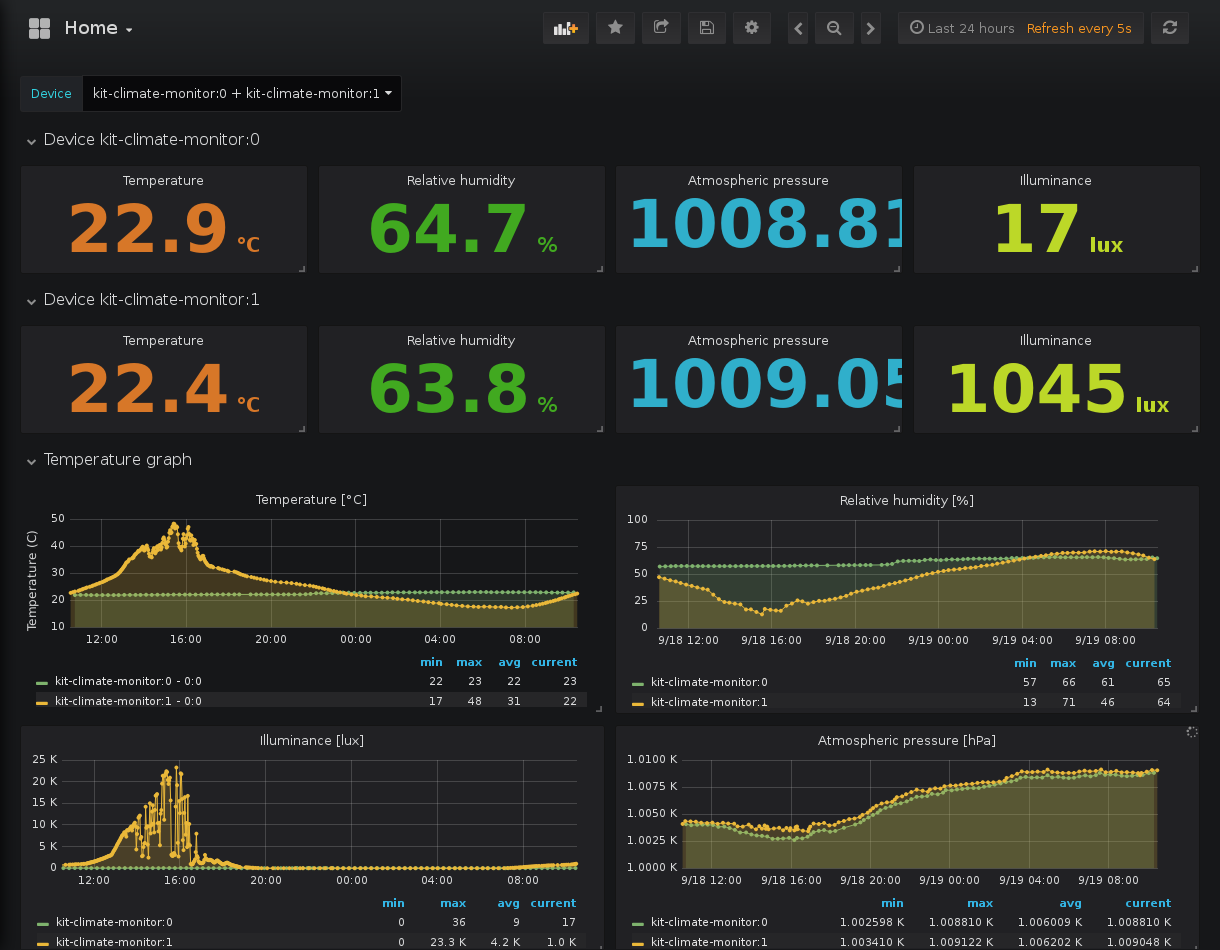 Home
Last 24 hours Refresh every 5s
Device kit-climate-monitor:0 + kit-climate-monitor:1
Device kit-climate-monitor:0
Temperature Relative humidity Atmospheric pressure Illuminance
22.9 °C 64.7 % 1008.81 17 lux
Device kit-climate-monitor:1
Temperature Relative humidity Atmospheric pressure Illuminance
22.4 °C 63.8 % 1009.05 1045 lux
Temperature graph
Temperature [°C]
Temperature (C)
50
40
30
20
10
12:00 16:00 20:00 00:00 04:00 08:00
min max avg current
kit-climate-monitor:0 - 0:0 22 23 22 23
kit-climate-monitor:1 - 0:0 17 48 31 22
Relative humidity [%]
100
75
50
25
0
9/18 12:00 9/18 16:00 9/18 20:00 9/19 00:00 9/19 04:00 9/19 08:00
min max avg current
kit-climate-monitor:0 57 66 61 65
kit-climate-monitor:1 13 71 46 64
Illuminance [lux]
25 K
20 K
15 K
10 K
5 K
0
12:00 16:00 20:00 00:00 04:00 08:00
min max avg current
kit-climate-monitor:0 0 36 9 17
kit-climate-monitor:1 0 23.3 K 4.2 K 1.0 K
Atmospheric pressure [hPa]
1.0100 K
1.0075 K
1.0050 K
1.0025 K
1.0000 K
9/18 12:00 9/18 16:00 9/18 20:00 9/19 00:00 9/19 04:00 9/19 08:00
min max avg current
kit-climate-monitor:0 1.002598 K 1.008810 K 1.006009 K 1.008810 K
kit-climate-monitor:1 1.003410 K 1.009122 K 1.006202 K 1.009048 K